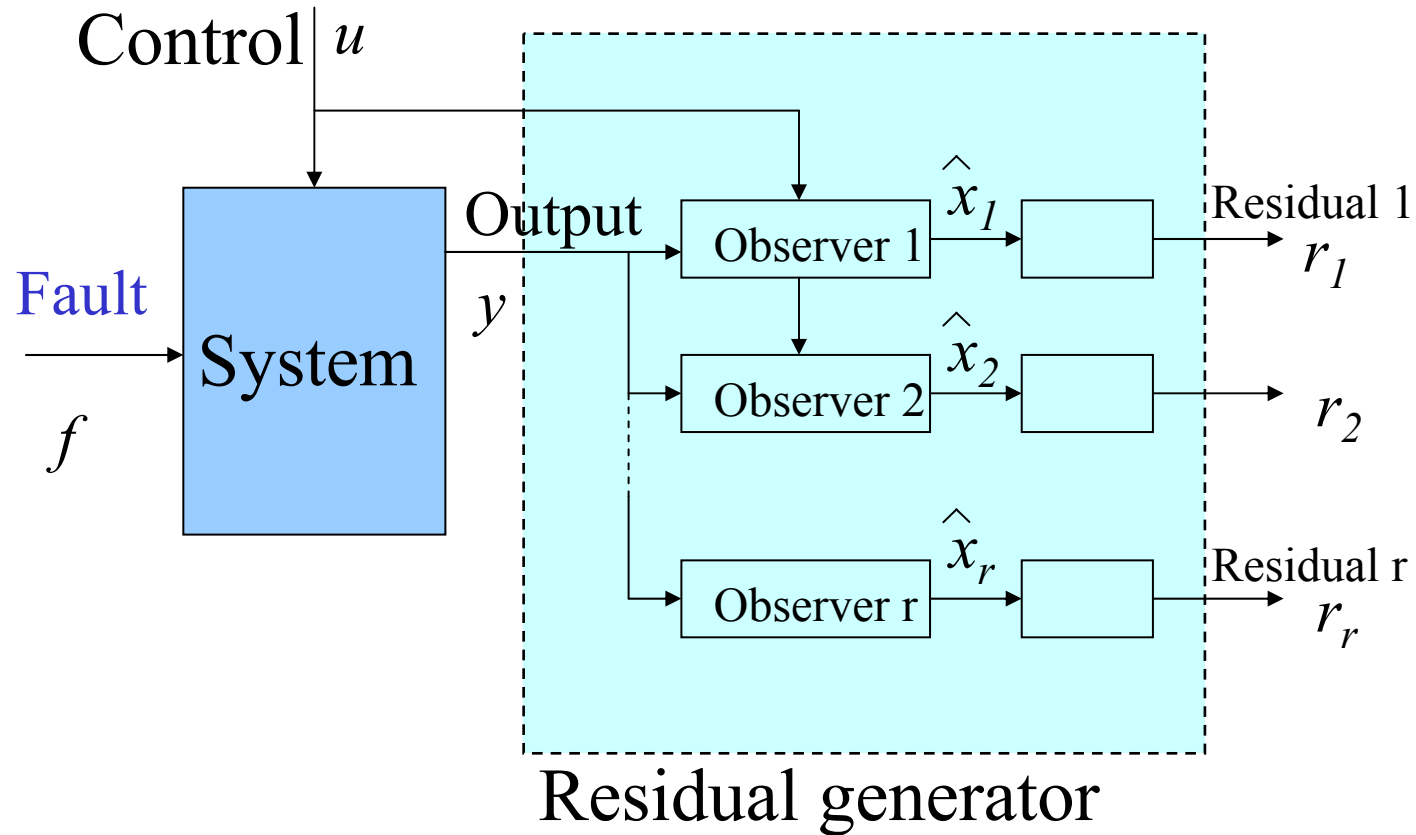 Control u
Output
y
Fault
f
System
Observer 1
x̂₁
Residual 1
r₁
Observer 2
x̂₂
r₂
Observer r
x̂ᵣ
Residual r
rᵣ
Residual generator